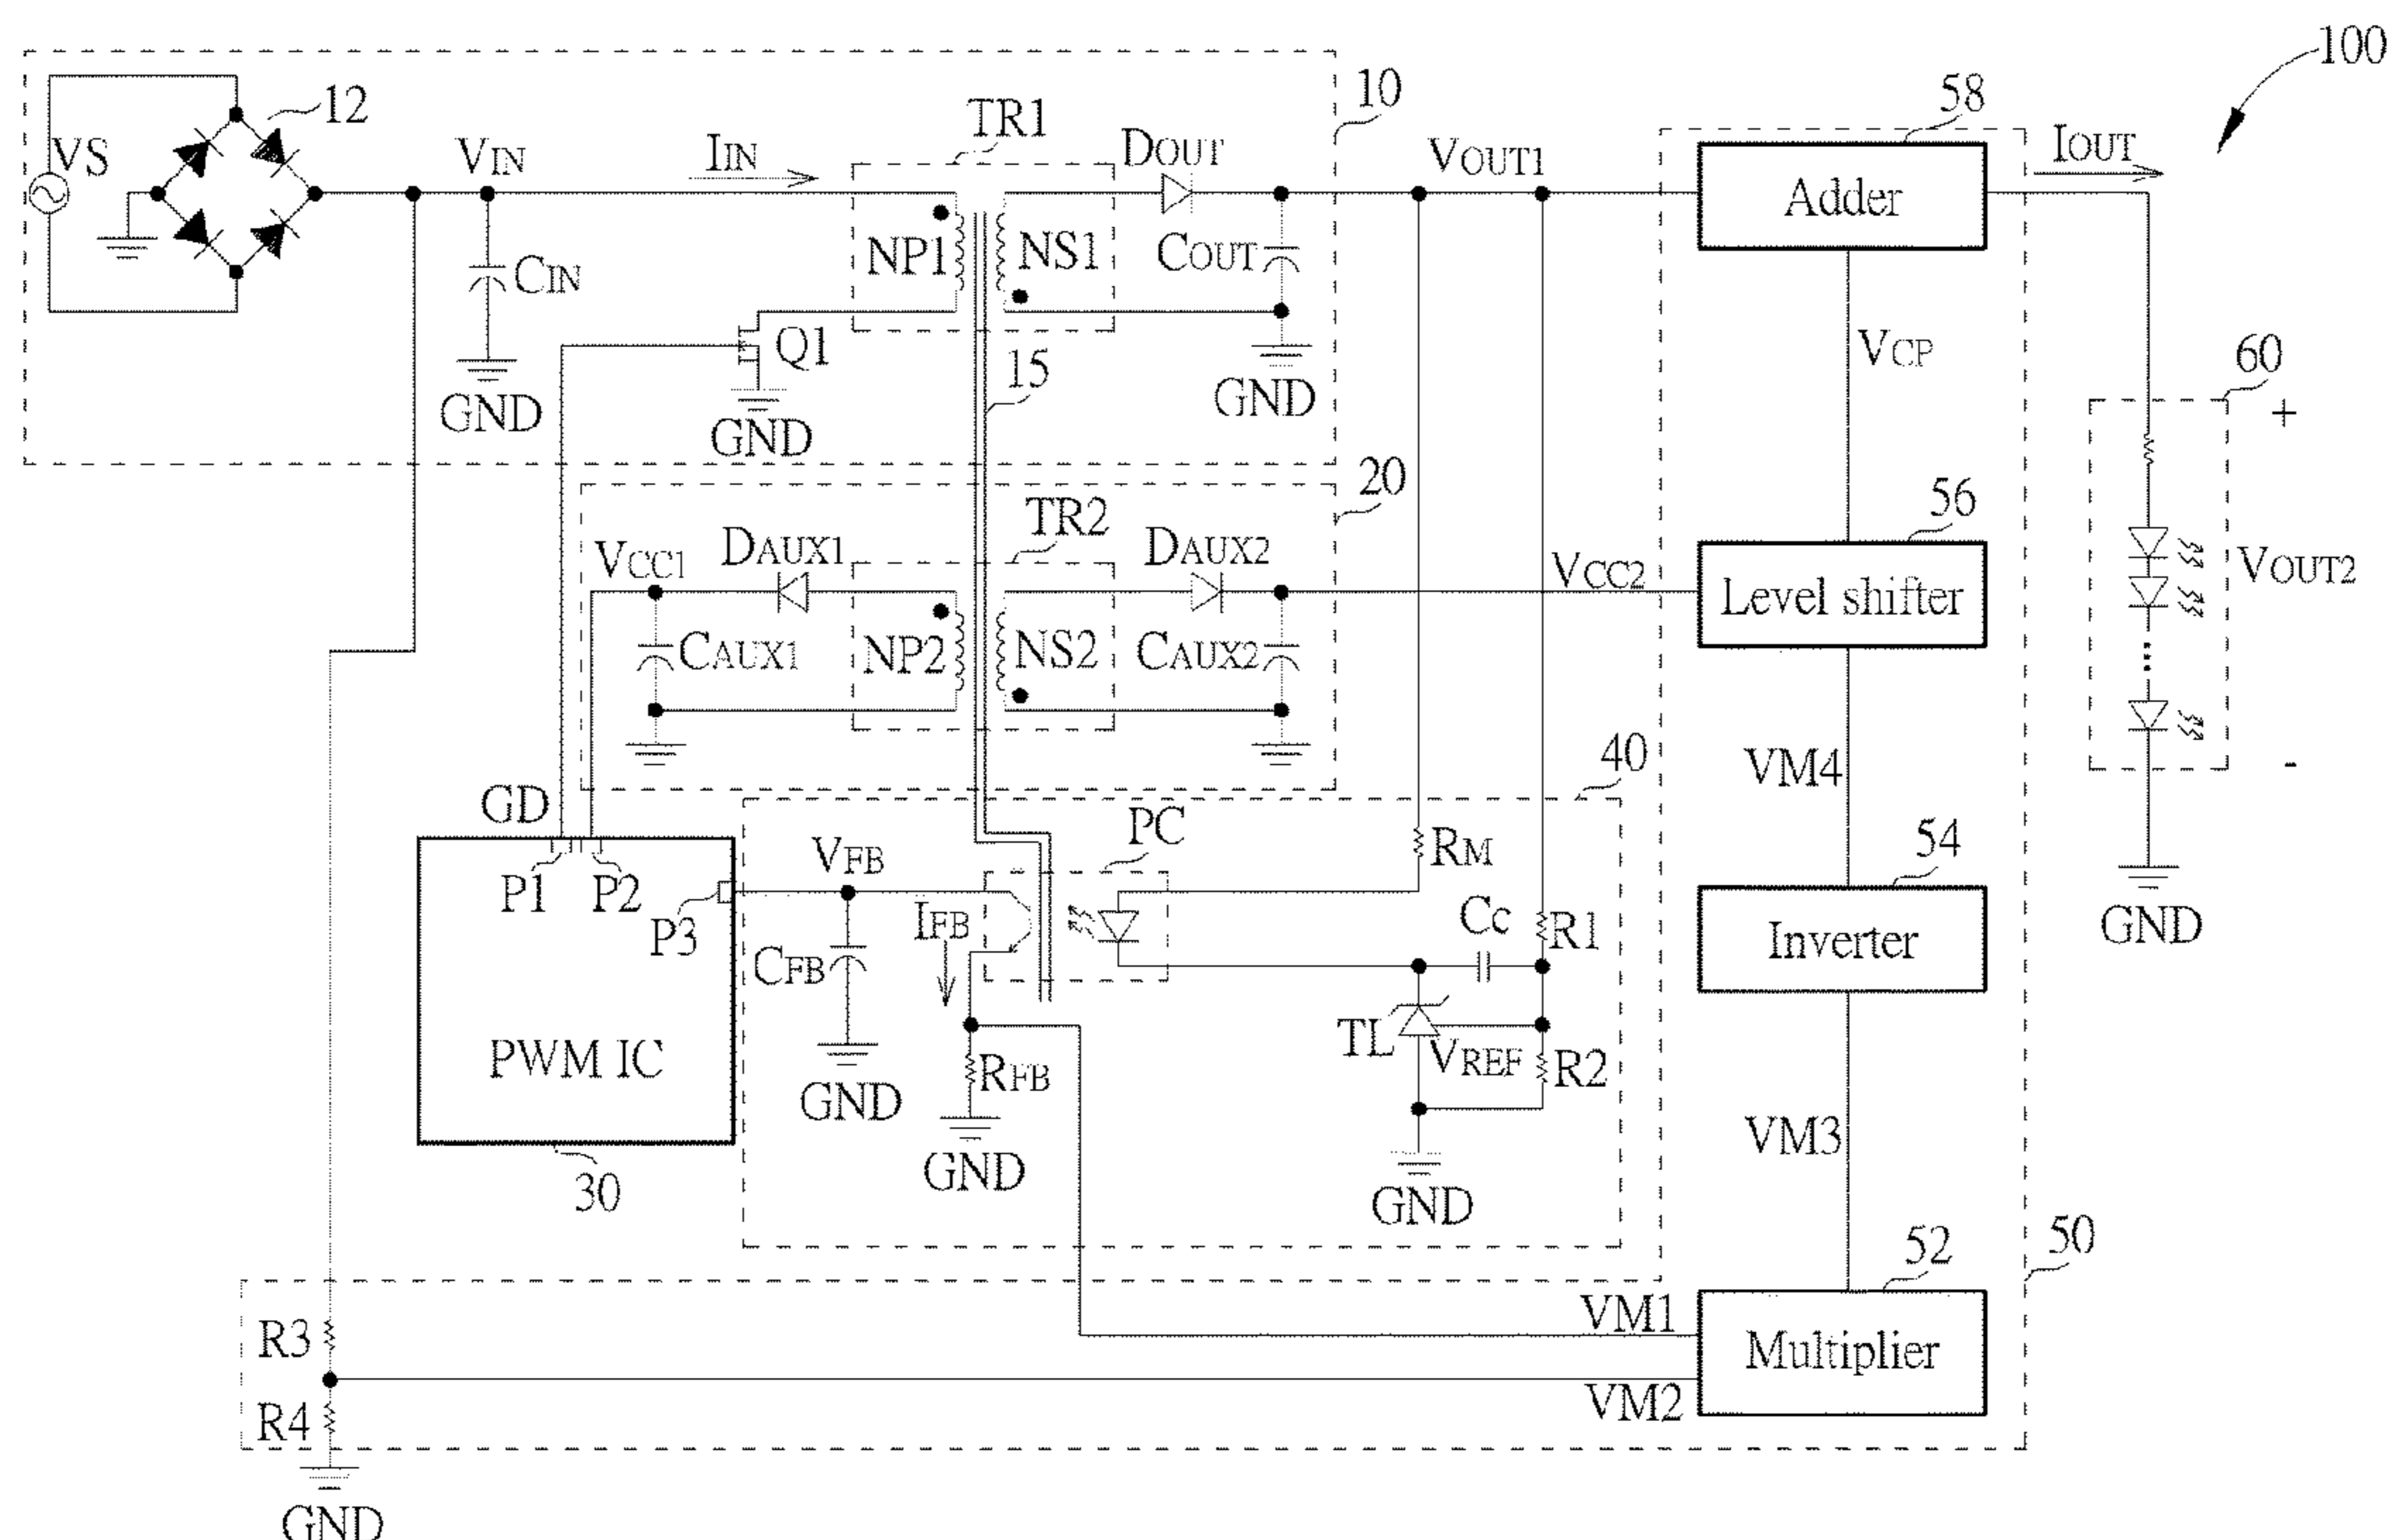 100
58
10
12
TR1
VS
VIN
IIN
DOUT
VOUT1
IOUT
Adder
NP1
NS1
COUT
CIN
Q1
15
VCP
60
+
GND
GND
GND
20
56
TR2
VCC1
DAUX1
DAUX2
VCC2
Level shifter
VOUT2
NP2
NS2
CAUX1
CAUX2
...
40
VM4
-
GD
PC
VFB
RM
54
P1
P2
P3
IFB
CC
R1
GND
Inverter
CFB
TL
VREF
R2
PWM IC
RFB
GND
VM3
GND
GND
30
50
52
VM1
R3
Multiplier
VM2
R4
GND